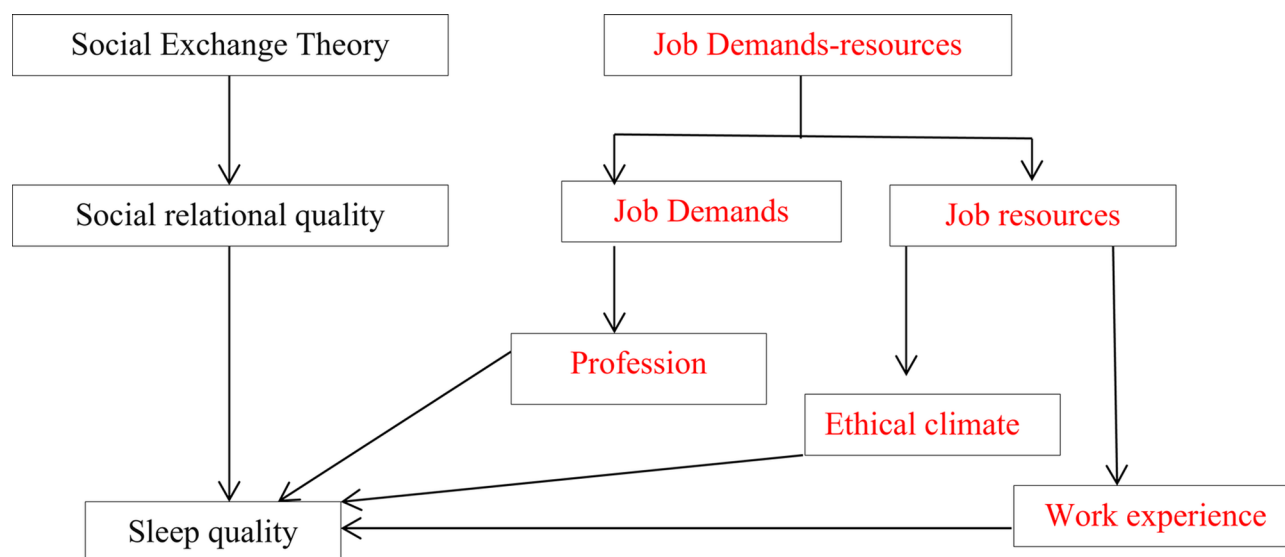 Social Exchange Theory
Job Demands-resources
Social relational quality
Job Demands
Job resources
Profession
Ethical climate
Sleep quality
Work experience